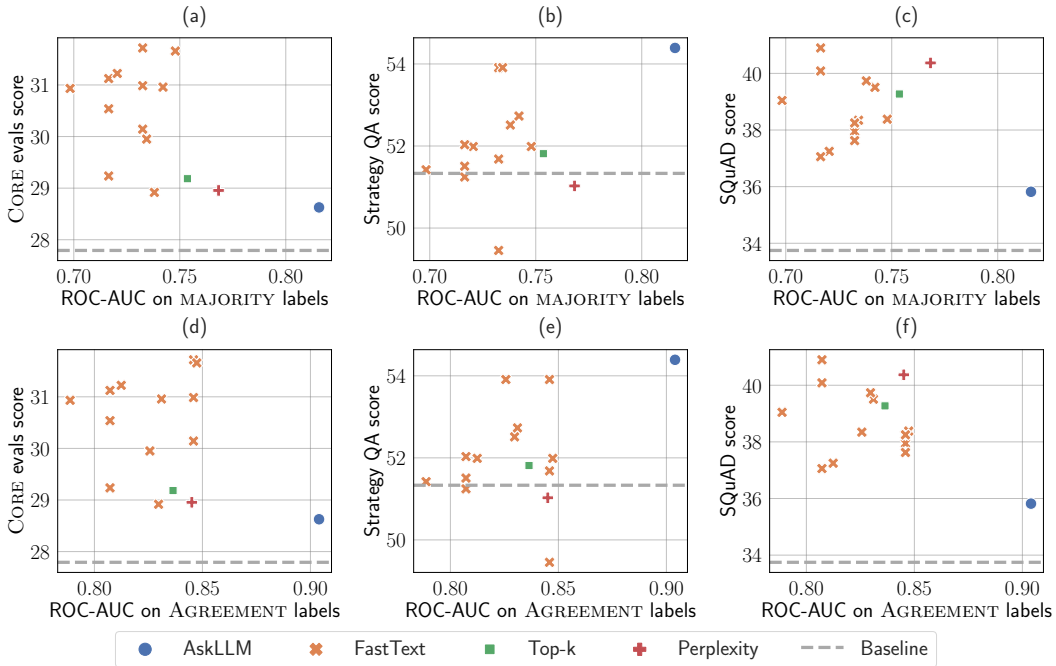 (a)
(b)
(c)
CORE evals score
31
30
29
28
0.70
0.75
0.80
ROC-AUC on MAJORITY labels
Strategy QA score
54
52
50
0.70
0.75
0.80
ROC-AUC on MAJORITY labels
SQuAD score
40
38
36
34
0.70
0.75
0.80
ROC-AUC on MAJORITY labels
(d)
(e)
(f)
CORE evals score
31
30
29
28
0.80
0.85
0.90
ROC-AUC on AGREEMENT labels
Strategy QA score
54
52
50
0.80
0.85
0.90
ROC-AUC on AGREEMENT labels
SQuAD score
40
38
36
34
0.80
0.85
0.90
ROC-AUC on AGREEMENT labels
AskLLM
FastText
Top-k
Perplexity
Baseline